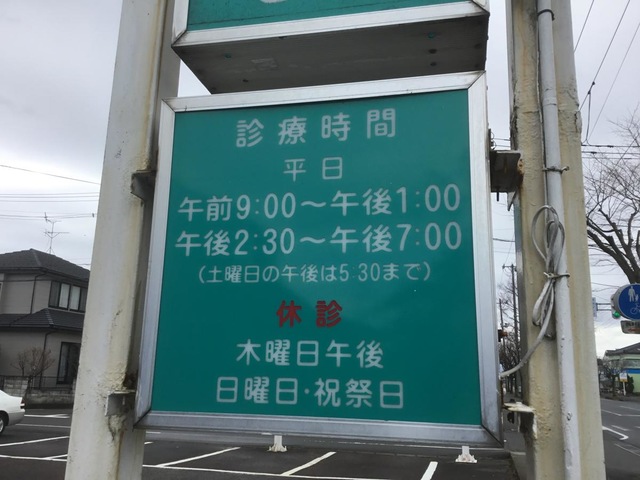 診療時間
平日
午前9:00～午後1:00
午後2:30～午後7:00
(土曜日の午後は5:30まで)
休診
木曜日午後
日曜日・祝祭日